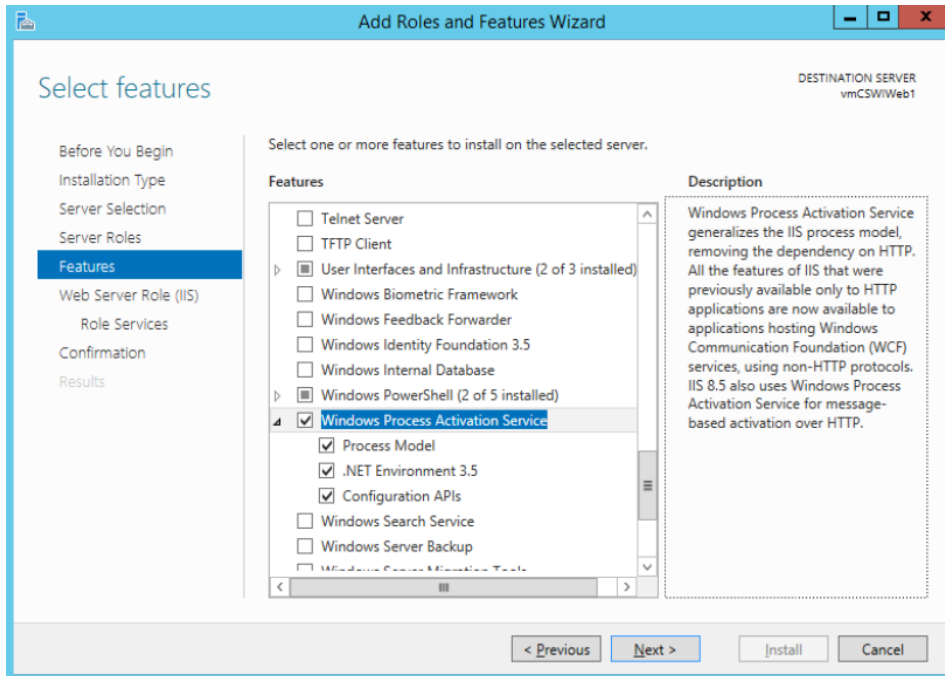 Add Roles and Features Wizard
Select features
DESTINATION SERVER
vmCSWIWeb1
Before You Begin
Installation Type
Server Selection
Server Roles
Features
Web Server Role (IIS)
Role Services
Confirmation
Results
Select one or more features to install on the selected server.
Features
Telnet Server
TFTP Client
User Interfaces and Infrastructure (2 of 3 installed)
Windows Biometric Framework
Windows Feedback Forwarder
Windows Identity Foundation 3.5
Windows Internal Database
Windows PowerShell (2 of 5 installed)
Windows Process Activation Service
Process Model
.NET Environment 3.5
Configuration APIs
Windows Search Service
Windows Server Backup
Windows Server Migration Tools
Description
Windows Process Activation Service
generalizes the IIS process model,
removing the dependency on HTTP.
All the features of IIS that were
previously available only to HTTP
applications are now available to
applications hosting Windows
Communication Foundation (WCF)
services, using non-HTTP protocols.
IIS 8.5 also uses Windows Process
Activation Service for message-
based activation over HTTP.
< Previous
Next >
Install
Cancel